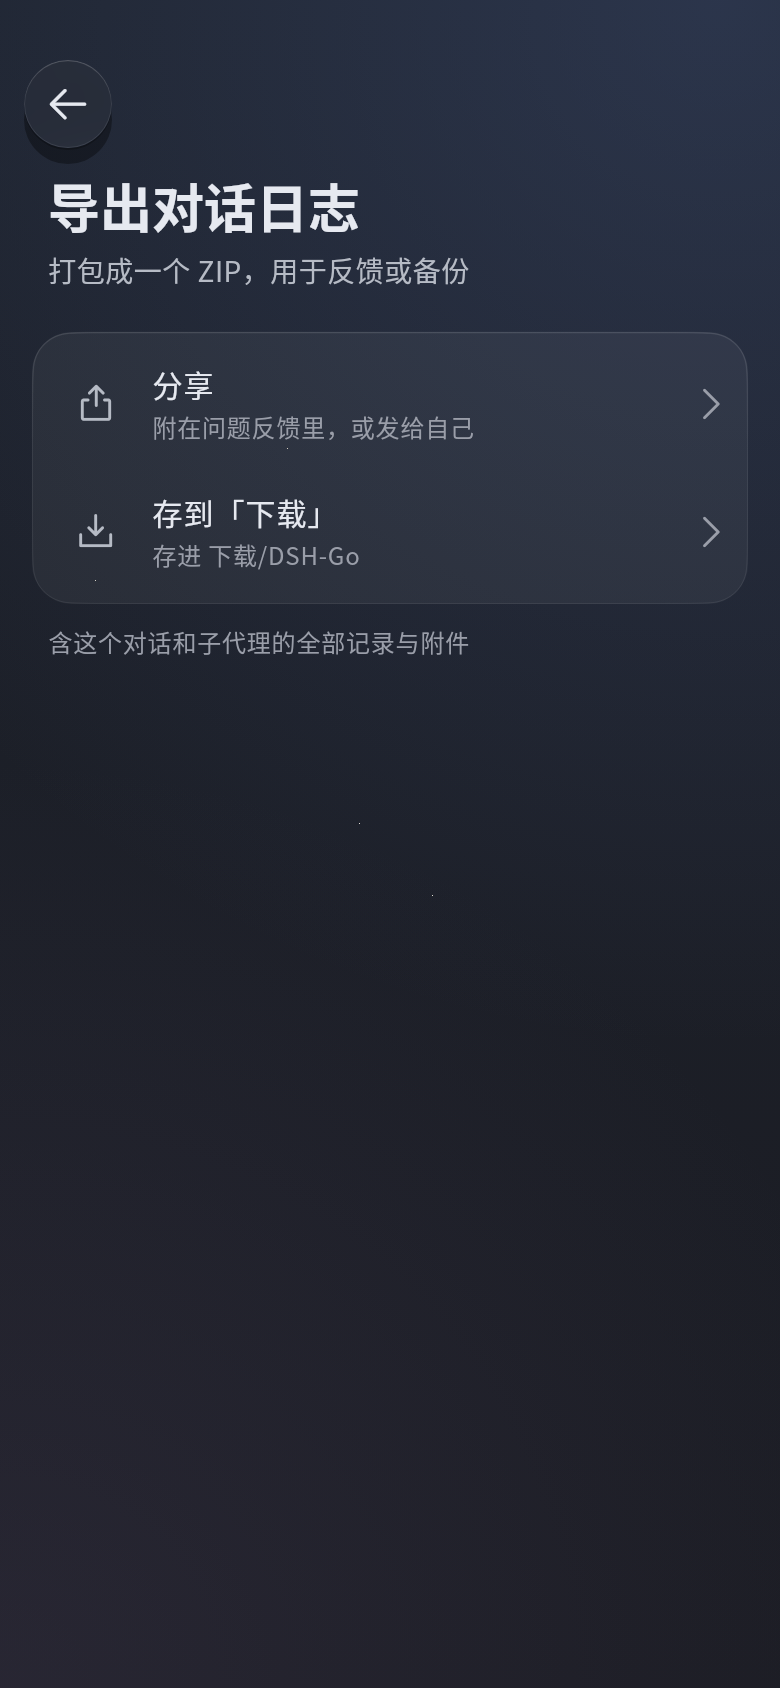 导出对话日志
打包成一个 ZIP，用于反馈或备份
分享
附在问题反馈里，或发给自己
存到「下载」
存进 下载/DSH-Go
含这个对话和子代理的全部记录与附件